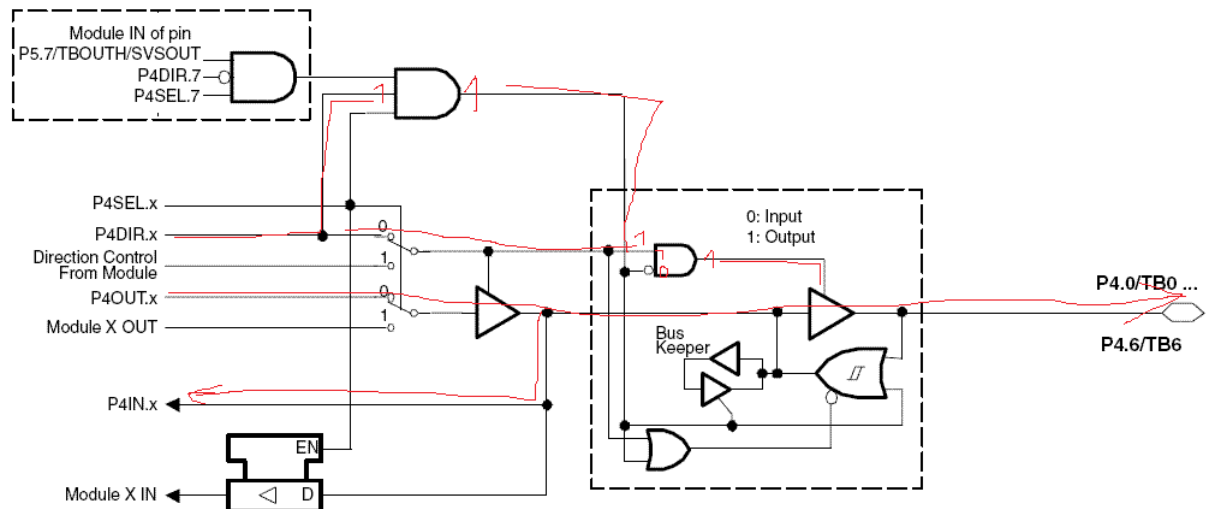 Module IN of pin
P5.7/TBOUTH/SVSOUT
P4DIR.7
P4SEL.7
1
1
P4SEL.x
P4DIR.x
0
Direction Control
From Module
1
P4OUT.x
0
Module X OUT
1
1
0: Input
1: Output
1
0
1
P4.0/TB0 ...
P4.6/TB6
Bus
Keeper
P4IN.x
EN
Module X IN
D